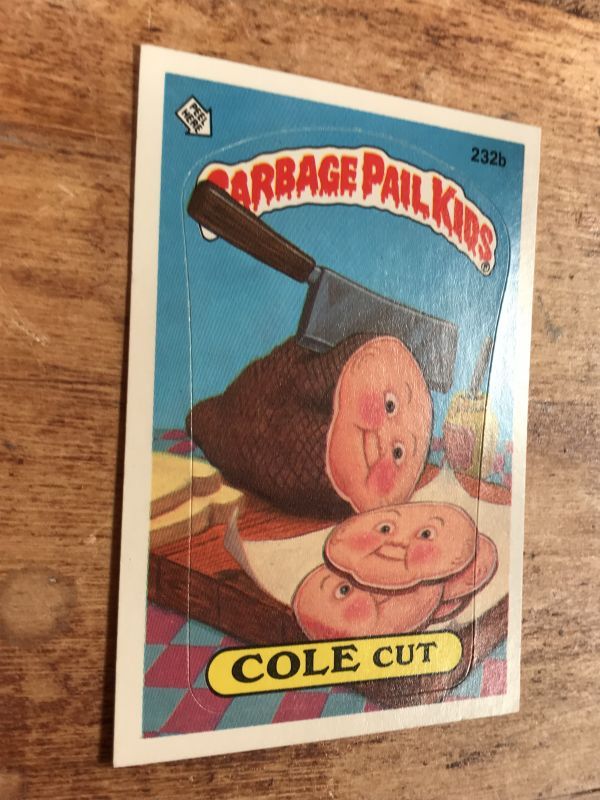 PEEL HERE
232b
GARBAGE PAIL KIDS®
COLE CUT